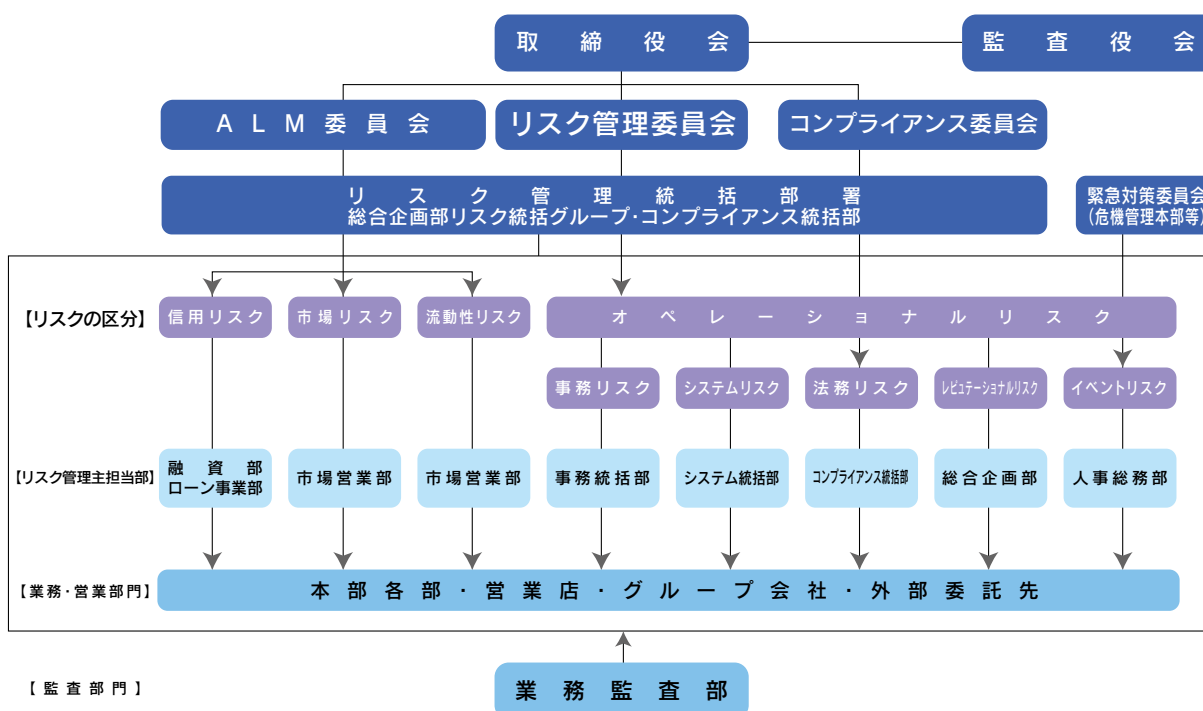 取締役会
監査役会
ALM委員会
リスク管理委員会
コンプライアンス委員会
リスク管理統括部署
総合企画部リスク統括グループ・コンプライアンス統括部
緊急対策委員会
(危機管理本部等)
【リスクの区分】
信用リスク
市場リスク
流動性リスク
オペレーショナルリスク
事務リスク
システムリスク
法務リスク
レピュテーショナルリスク
イベントリスク
【リスク管理主担当部】
融資部
ローン事業部
市場営業部
市場営業部
事務統括部
システム統括部
コンプライアンス統括部
総合企画部
人事総務部
【業務・営業部門】
本部各部・営業店・グループ会社・外部委託先
【監査部門】
業務監査部